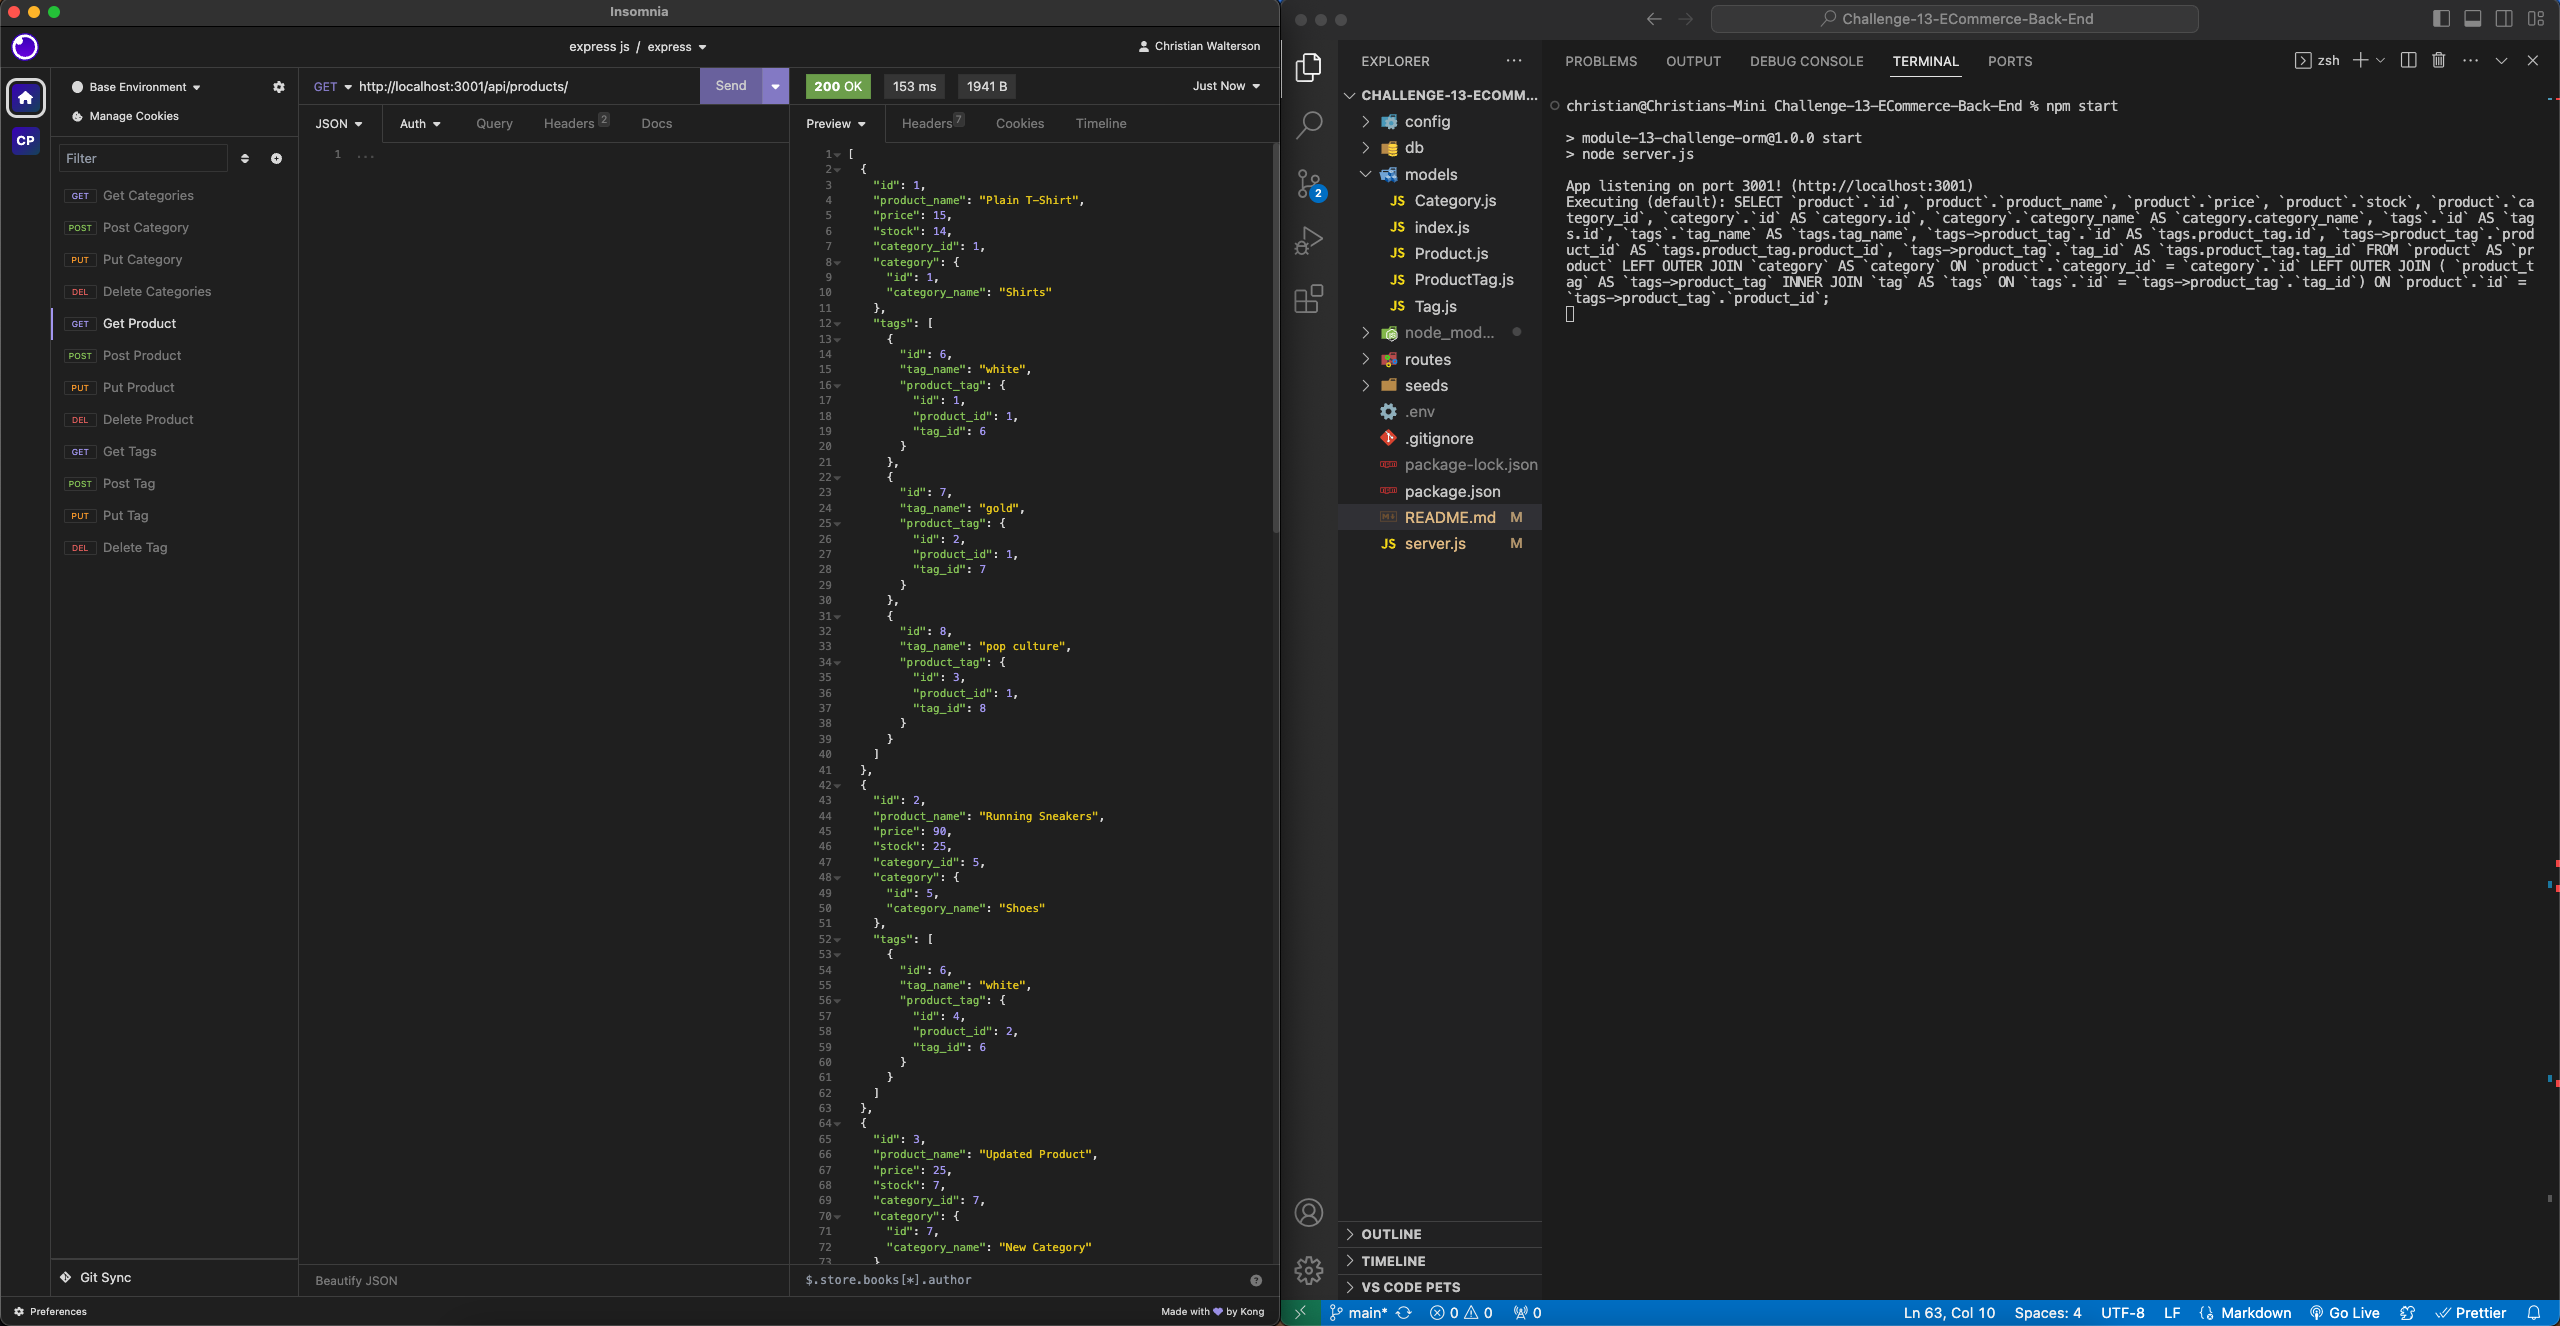 Insomnia
express js / express
Christian Walterson
Base Environment
Manage Cookies
CP
Filter
GET Get Categories
POST Post Category
PUT Put Category
DEL Delete Categories
GET Get Product
POST Post Product
PUT Put Product
DEL Delete Product
GET Get Tags
POST Post Tag
PUT Put Tag
DEL Delete Tag
Git Sync
Preferences
GET http://localhost:3001/api/products/
Send
JSON Auth Query Headers 2 Docs
1 ...
Beautify JSON
200 OK 153 ms 1941 B Just Now
Preview Headers 7 Cookies Timeline
1 [
2 {
3 "id": 1,
4 "product_name": "Plain T-Shirt",
5 "price": 15,
6 "stock": 14,
7 "category_id": 1,
8 "category": {
9 "id": 1,
10 "category_name": "Shirts"
11 },
12 "tags": [
13 {
14 "id": 6,
15 "tag_name": "white",
16 "product_tag": {
17 "id": 1,
18 "product_id": 1,
19 "tag_id": 6
20 }
21 },
22 {
23 "id": 7,
24 "tag_name": "gold",
25 "product_tag": {
26 "id": 2,
27 "product_id": 1,
28 "tag_id": 7
29 }
30 },
31 {
32 "id": 8,
33 "tag_name": "pop culture",
34 "product_tag": {
35 "id": 3,
36 "product_id": 1,
37 "tag_id": 8
38 }
39 }
40 ]
41 },
42 {
43 "id": 2,
44 "product_name": "Running Sneakers",
45 "price": 90,
46 "stock": 25,
47 "category_id": 5,
48 "category": {
49 "id": 5,
50 "category_name": "Shoes"
51 },
52 "tags": [
53 {
54 "id": 6,
55 "tag_name": "white",
56 "product_tag": {
57 "id": 4,
58 "product_id": 2,
59 "tag_id": 6
60 }
61 }
62 ]
63 },
64 {
65 "id": 3,
66 "product_name": "Updated Product",
67 "price": 25,
68 "stock": 7,
69 "category_id": 7,
70 "category": {
71 "id": 7,
72 "category_name": "New Category"
73 }
$.store.books[*].author
Made with by Kong
Challenge-13-ECommerce-Back-End
2
EXPLORER
CHALLENGE-13-ECOMM...
config
db
models
JS Category.js
JS index.js
JS Product.js
JS ProductTag.js
JS Tag.js
node_mod...
routes
seeds
.env
.gitignore
package-lock.json
package.json
README.md M
JS server.js M
OUTLINE
TIMELINE
VS CODE PETS
PROBLEMS OUTPUT DEBUG CONSOLE TERMINAL PORTS
zsh
christian@Christians-Mini Challenge-13-ECommerce-Back-End % npm start
> module-13-challenge-orm@1.0.0 start
> node server.js
App listening on port 3001! (http://localhost:3001)
Executing (default): SELECT `product`.`id`, `product`.`product_name`, `product`.`price`, `product`.`stock`, `product`.`ca
tegory_id`, `category`.`id` AS `category.id`, `category`.`category_name` AS `category.category_name`, `tags`.`id` AS `tag
s.id`, `tags`.`tag_name` AS `tags.tag_name`, `tags->product_tag`.`id` AS `tags.product_tag.id`, `tags->product_tag`.`prod
uct_id` AS `tags.product_tag.product_id`, `tags->product_tag`.`tag_id` AS `tags.product_tag.tag_id` FROM `product` AS `pr
oduct` LEFT OUTER JOIN `category` AS `category` ON `product`.`category_id` = `category`.`id` LEFT OUTER JOIN ( `product_t
ag` AS `tags->product_tag` INNER JOIN `tag` AS `tags` ON `tags`.`id` = `tags->product_tag`.`tag_id`) ON `product`.`id` =
`tags->product_tag`.`product_id`;
main* 0 0 0
Ln 63, Col 10 Spaces: 4 UTF-8 LF Markdown Go Live Prettier